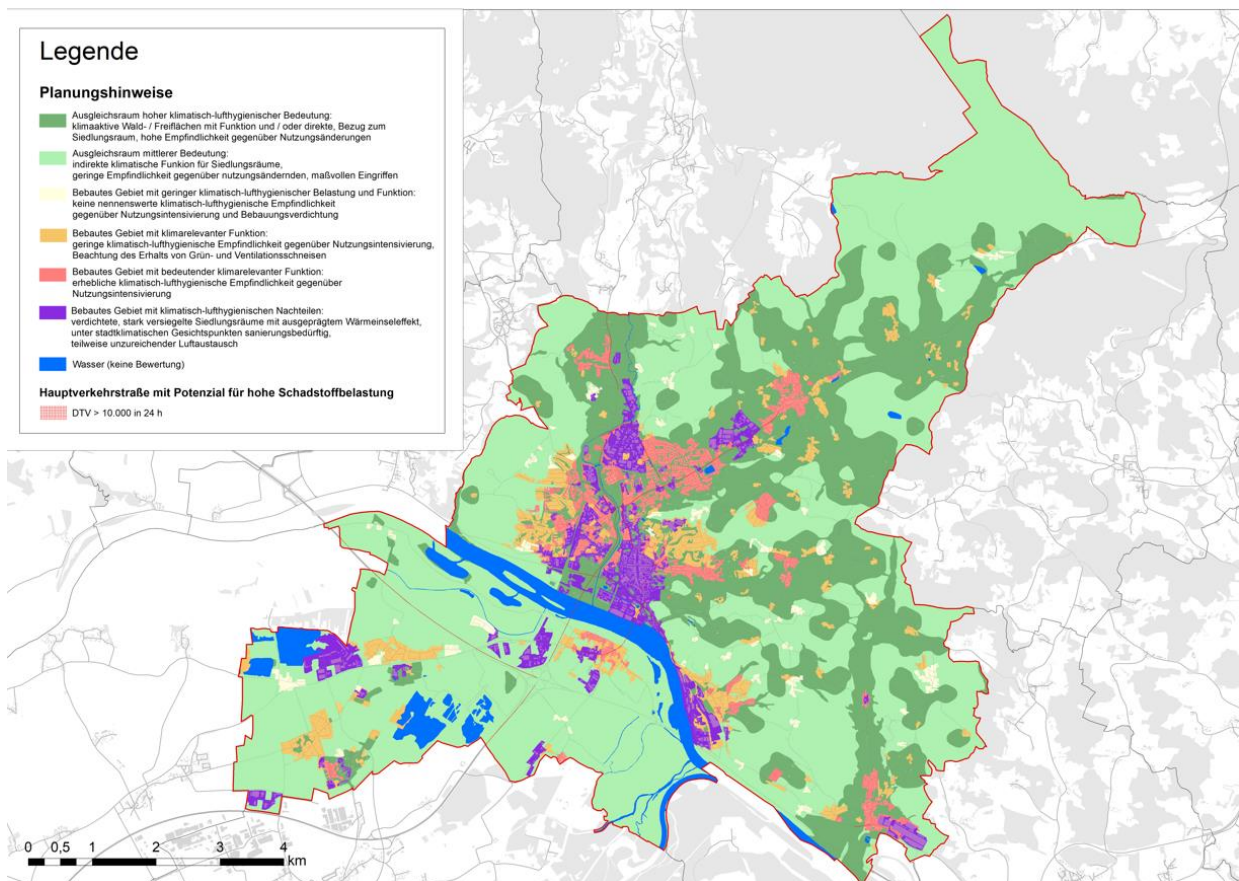 Legende
Planungshinweise
Ausgleichsraum hoher klimatisch-lufthygienischer Bedeutung:
klimaaktive Wald- / Freiflächen mit Funktion und / oder direkte, Bezug zum
Siedlungsraum, hohe Empfindlichkeit gegenüber Nutzungsänderungen
Ausgleichsraum mittlerer Bedeutung:
indirekte klimatische Funkion für Siedlungsräume,
geringe Empfindlichkeit gegenüber nutzungsändernden, maßvollen Eingriffen
Bebautes Gebiet mit geringer klimatisch-lufthygienischer Belastung und Funktion:
keine nennenswerte klimatisch-lufthygienische Empfindlichkeit
gegenüber Nutzungsintensivierung und Bebauungsverdichtung
Bebautes Gebiet mit klimarelevanter Funktion:
geringe klimatisch-lufthygienische Empfindlichkeit gegenüber Nutzungsintensivierung,
Beachtung des Erhalts von Grün- und Ventilationsschneisen
Bebautes Gebiet mit bedeutender klimarelevanter Funktion:
erhebliche klimatisch-lufthygienische Empfindlichkeit gegenüber
Nutzungsintensivierung
Bebautes Gebiet mit klimatisch-lufthygienischen Nachteilen:
verdichtete, stark versiegelte Siedlungsräume mit ausgeprägtem Wärmeinseleffekt,
unter stadtklimatischen Gesichtspunkten sanierungsbedürftig,
teilweise unzureichender Luftaustausch
Wasser (keine Bewertung)
Hauptverkehrstraße mit Potenzial für hohe Schadstoffbelastung
DTV > 10.000 in 24 h
0 0,5 1 2 3 4
km